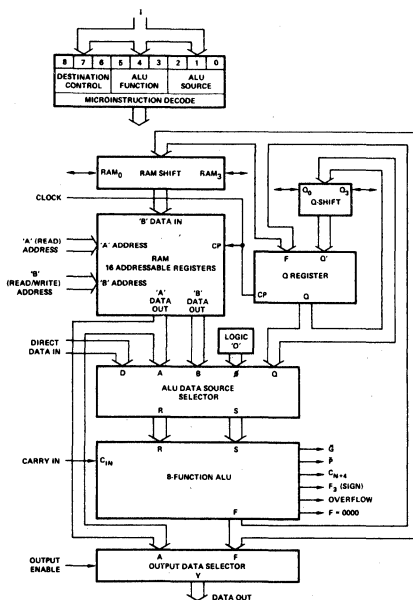 I
8 7 6 5 4 3 2 1 0
DESTINATION CONTROL
ALU FUNCTION
ALU SOURCE
MICROINSTRUCTION DECODE
RAM0 RAM SHIFT RAM3
Q0 Q3
Q-SHIFT
CLOCK
'B' DATA IN
'A' (READ) ADDRESS
'A' ADDRESS
RAM
16 ADDRESSABLE REGISTERS
CP
'B' (READ/WRITE) ADDRESS
'B' ADDRESS
'A' DATA OUT
'B' DATA OUT
F Q'
Q REGISTER
CP Q
LOGIC '0'
DIRECT DATA IN
D A B Ø Q
ALU DATA SOURCE SELECTOR
R S
R S
CARRY IN
CIN
8-FUNCTION ALU
F
G̅
P̅
CN+4
F3 (SIGN)
OVERFLOW
F = 0000
OUTPUT ENABLE
A F
OUTPUT DATA SELECTOR
Y
DATA OUT